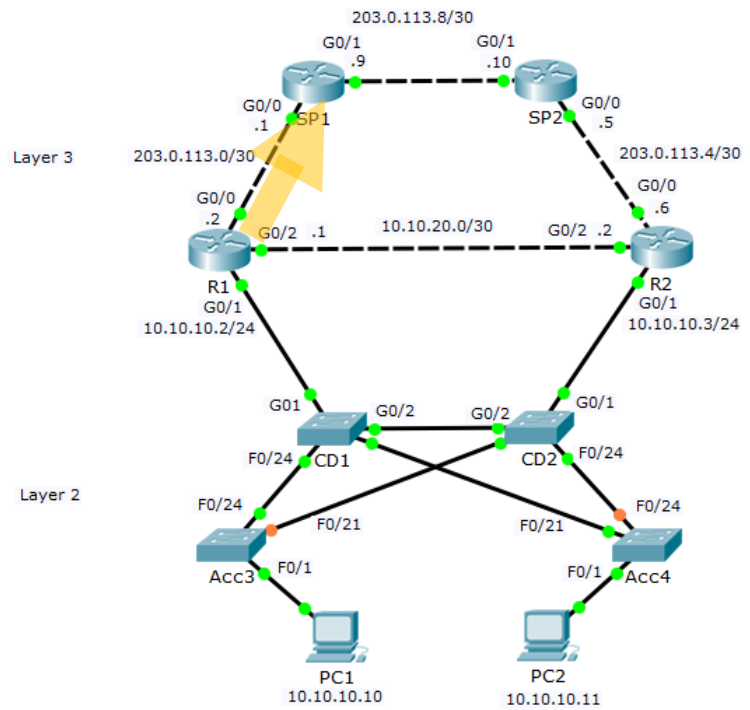 203.0.113.8/30
G0/1
.9
G0/1
.10
SP1
SP2
G0/0
.1
G0/0
.5
Layer 3
203.0.113.0/30
203.0.113.4/30
G0/0
.2
G0/0
.6
G0/2
.1
10.10.20.0/30
G0/2
.2
R1
R2
G0/1
10.10.10.2/24
G0/1
10.10.10.3/24
G01
G0/2
G0/2
G0/1
CD1
CD2
F0/24
F0/24
Layer 2
F0/24
F0/21
F0/21
F0/24
Acc3
Acc4
F0/1
F0/1
PC1
10.10.10.10
PC2
10.10.10.11